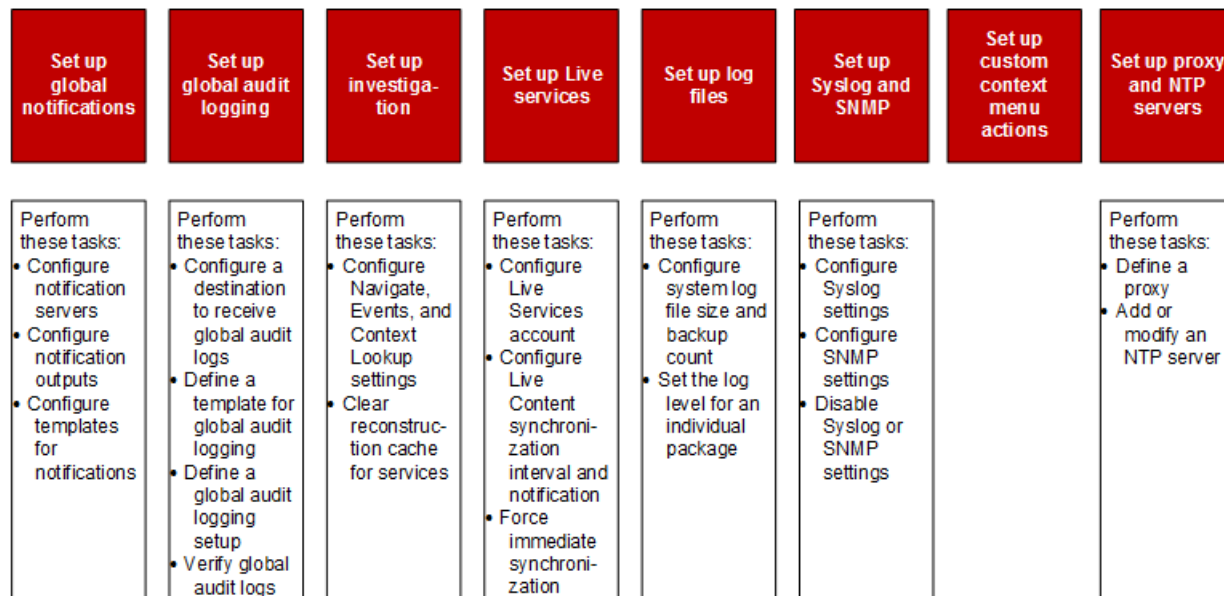 Set up
global
notifications
Set up
global audit
logging
Set up
investiga-
tion
Set up Live
services
Set up log
files
Set up
Syslog and
SNMP
Set up
custom
context
menu
actions
Set up proxy
and NTP
servers
Perform
these tasks:
• Configure
notification
servers
• Configure
notification
outputs
• Configure
templates
for
notifications
Perform
these tasks:
• Configure a
destination
to receive
global audit
logs
• Define a
template for
global audit
logging
• Define a
global audit
logging
setup
• Verify global
audit logs
Perform
these tasks:
• Configure
Navigate,
Events, and
Context
Lookup
settings
• Clear
reconstruc-
tion cache
for services
Perform
these tasks:
• Configure
Live
Services
account
• Configure
Live
Content
synchroni-
zation
interval and
notification
• Force
immediate
synchroni-
zation
Perform
these tasks:
• Configure
system log
file size and
backup
count
• Set the log
level for an
individual
package
Perform
these tasks:
• Configure
Syslog
settings
• Configure
SNMP
settings
• Disable
Syslog or
SNMP
settings
Perform
these tasks:
• Define a
proxy
• Add or
modify an
NTP server